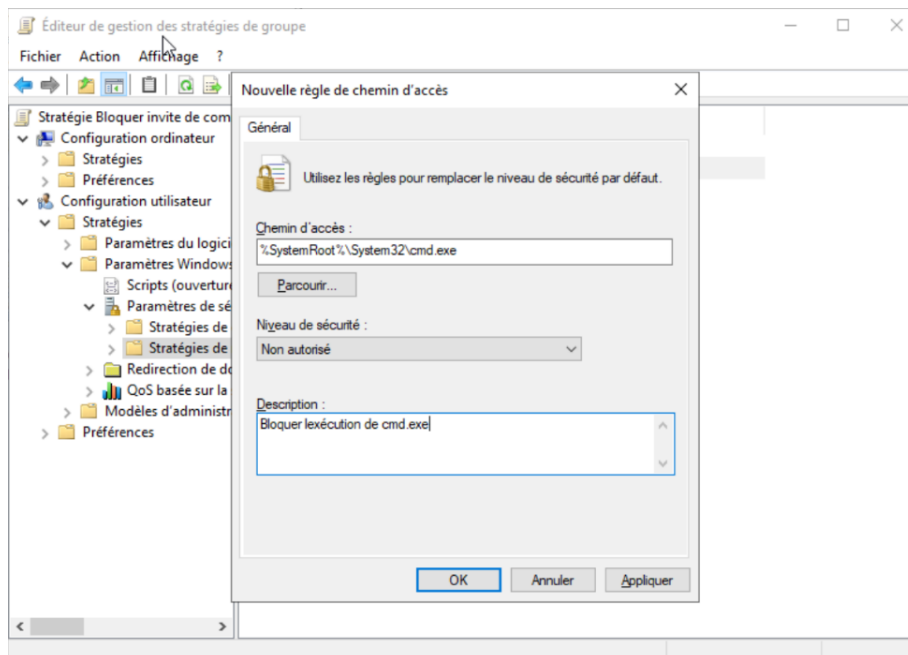 Éditeur de gestion des stratégies de groupe
Fichier Action Affichage ?
Nouvelle règle de chemin d'accès
Général
Utilisez les règles pour remplacer le niveau de sécurité par défaut.
Chemin d'accès :
%SystemRoot%\System32\cmd.exe
Parcourir...
Niveau de sécurité :
Non autorisé
Description :
Bloquer lexécution de cmd.exe
OK Annuler Appliquer
Stratégie Bloquer invite de com
Configuration ordinateur
Stratégies
Préférences
Configuration utilisateur
Stratégies
Paramètres du logici
Paramètres Windows
Scripts (ouverture
Paramètres de sé
Stratégies de
Stratégies de
Redirection de do
QoS basée sur la
Modèles d'administr
Préférences